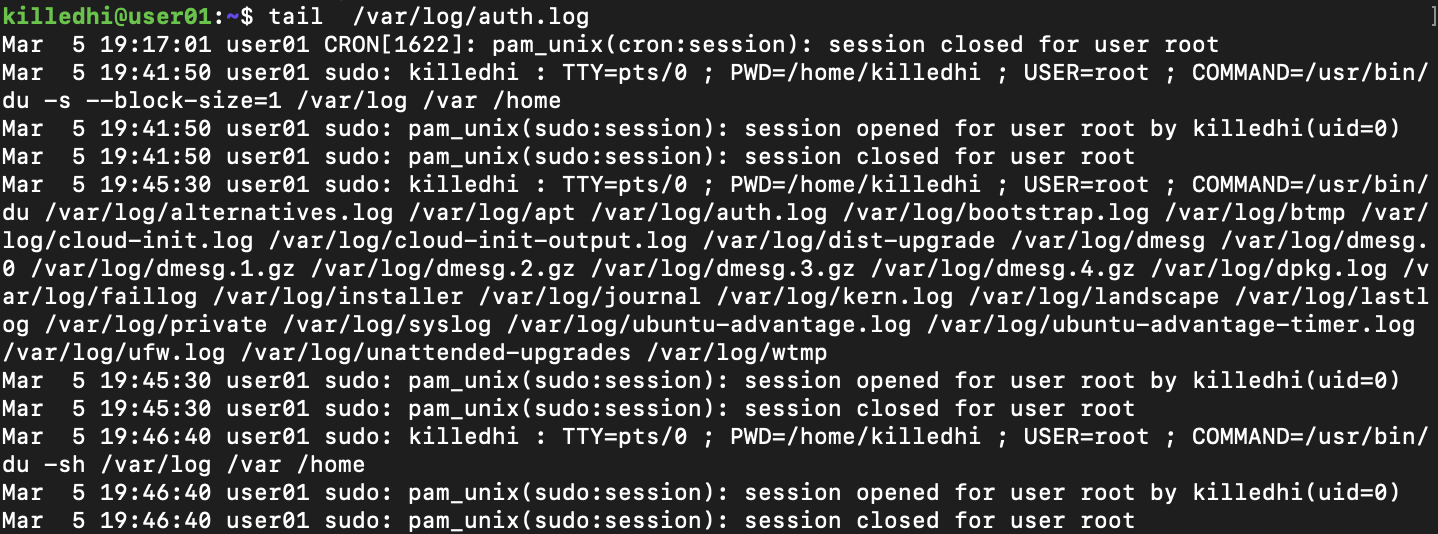 killedhi@user01:~$ tail  /var/log/auth.log
Mar  5 19:17:01 user01 CRON[1622]: pam_unix(cron:session): session closed for user root
Mar  5 19:41:50 user01 sudo: killedhi : TTY=pts/0 ; PWD=/home/killedhi ; USER=root ; COMMAND=/usr/bin/
du -s --block-size=1 /var/log /var /home
Mar  5 19:41:50 user01 sudo: pam_unix(sudo:session): session opened for user root by killedhi(uid=0)
Mar  5 19:41:50 user01 sudo: pam_unix(sudo:session): session closed for user root
Mar  5 19:45:30 user01 sudo: killedhi : TTY=pts/0 ; PWD=/home/killedhi ; USER=root ; COMMAND=/usr/bin/
du /var/log/alternatives.log /var/log/apt /var/log/auth.log /var/log/bootstrap.log /var/log/btmp /var/
log/cloud-init.log /var/log/cloud-init-output.log /var/log/dist-upgrade /var/log/dmesg /var/log/dmesg.
0 /var/log/dmesg.1.gz /var/log/dmesg.2.gz /var/log/dmesg.3.gz /var/log/dmesg.4.gz /var/log/dpkg.log /v
ar/log/faillog /var/log/installer /var/log/journal /var/log/kern.log /var/log/landscape /var/log/lastl
og /var/log/private /var/log/syslog /var/log/ubuntu-advantage.log /var/log/ubuntu-advantage-timer.log
/var/log/ufw.log /var/log/unattended-upgrades /var/log/wtmp
Mar  5 19:45:30 user01 sudo: pam_unix(sudo:session): session opened for user root by killedhi(uid=0)
Mar  5 19:45:30 user01 sudo: pam_unix(sudo:session): session closed for user root
Mar  5 19:46:40 user01 sudo: killedhi : TTY=pts/0 ; PWD=/home/killedhi ; USER=root ; COMMAND=/usr/bin/
du -sh /var/log /var /home
Mar  5 19:46:40 user01 sudo: pam_unix(sudo:session): session opened for user root by killedhi(uid=0)
Mar  5 19:46:40 user01 sudo: pam_unix(sudo:session): session closed for user root